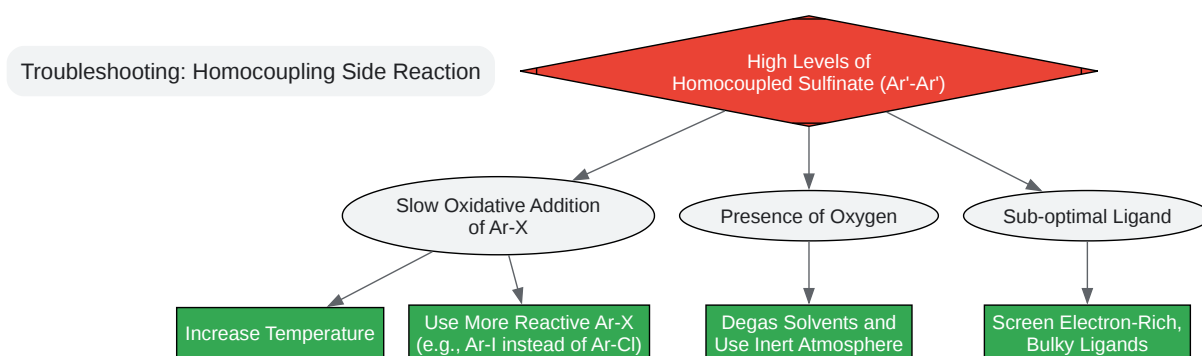 Troubleshooting: Homocoupling Side Reaction
High Levels of
Homocoupled Sulfinate (Ar'-Ar')
Slow Oxidative Addition
of Ar-X
Presence of Oxygen
Sub-optimal Ligand
Increase Temperature
Use More Reactive Ar-X
(e.g., Ar-I instead of Ar-Cl)
Degas Solvents and
Use Inert Atmosphere
Screen Electron-Rich,
Bulky Ligands